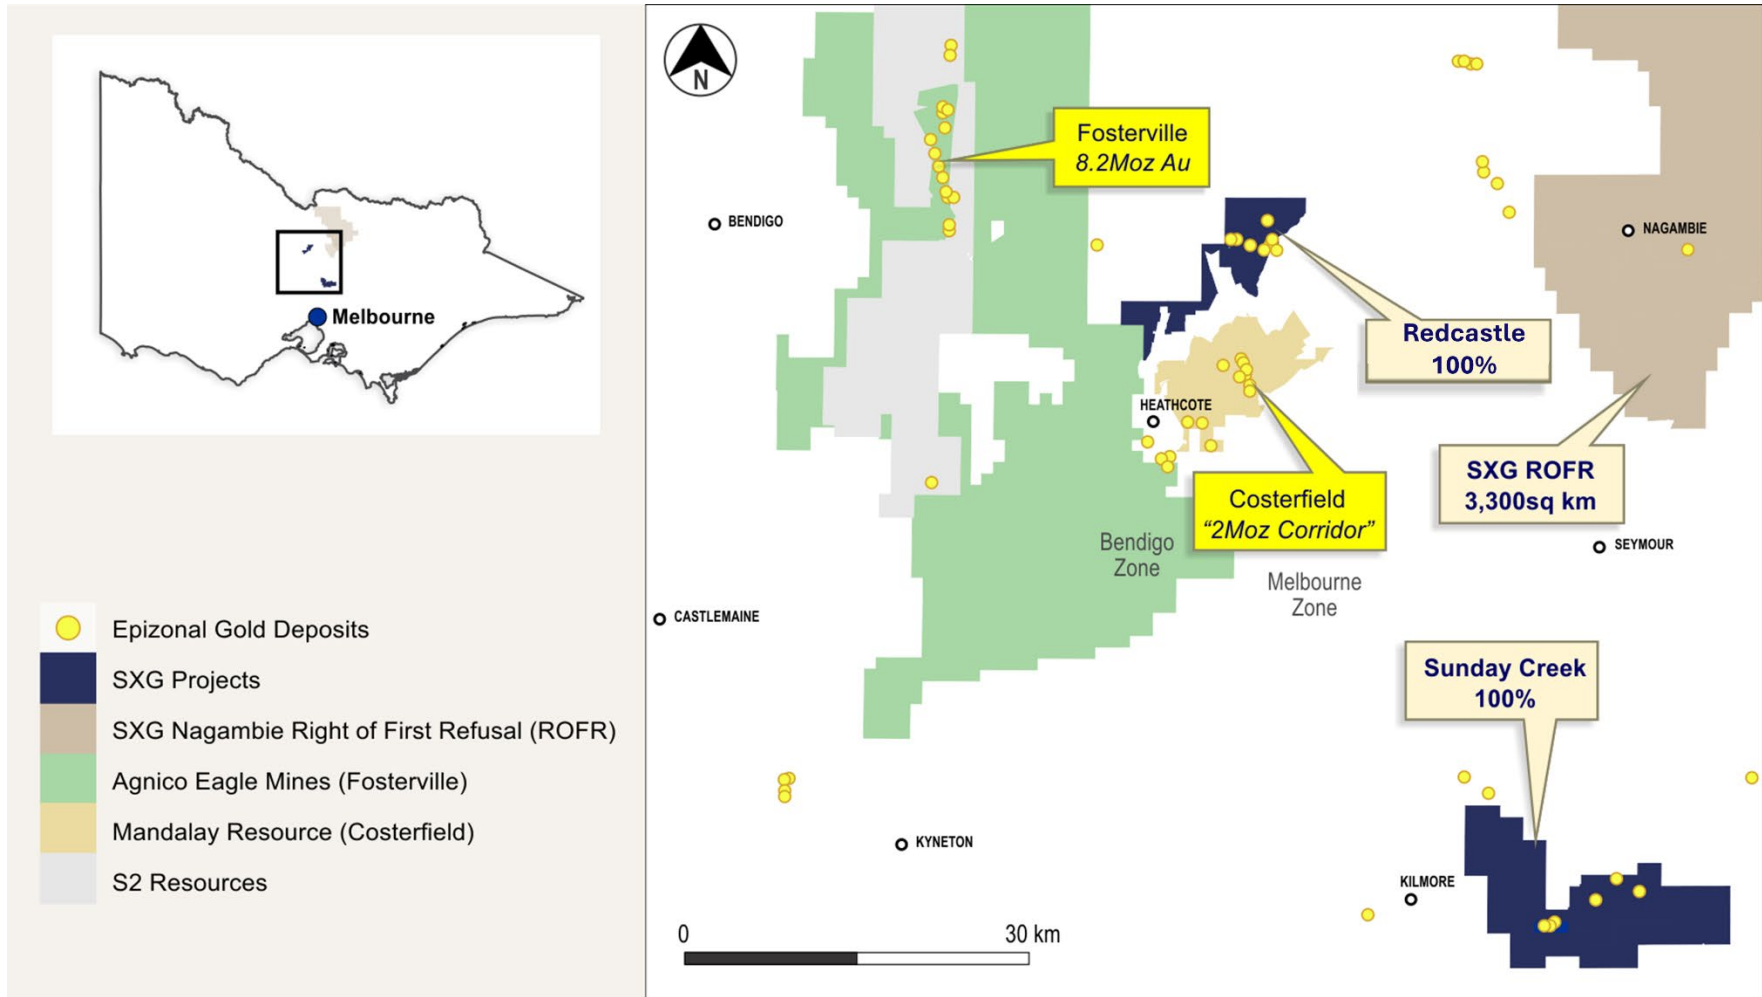 Melbourne
Epizonal Gold Deposits
SXG Projects
SXG Nagambie Right of First Refusal (ROFR)
Agnico Eagle Mines (Fosterville)
Mandalay Resource (Costerfield)
S2 Resources
N
Fosterville
8.2Moz Au
BENDIGO
NAGAMBIE
Redcastle
100%
HEATHCOTE
SXG ROFR
3,300sq km
Costerfield
“2Moz Corridor”
Bendigo
Zone
SEYMOUR
Melbourne
Zone
CASTLEMAINE
Sunday Creek
100%
KYNETON
KILMORE
0
30 km